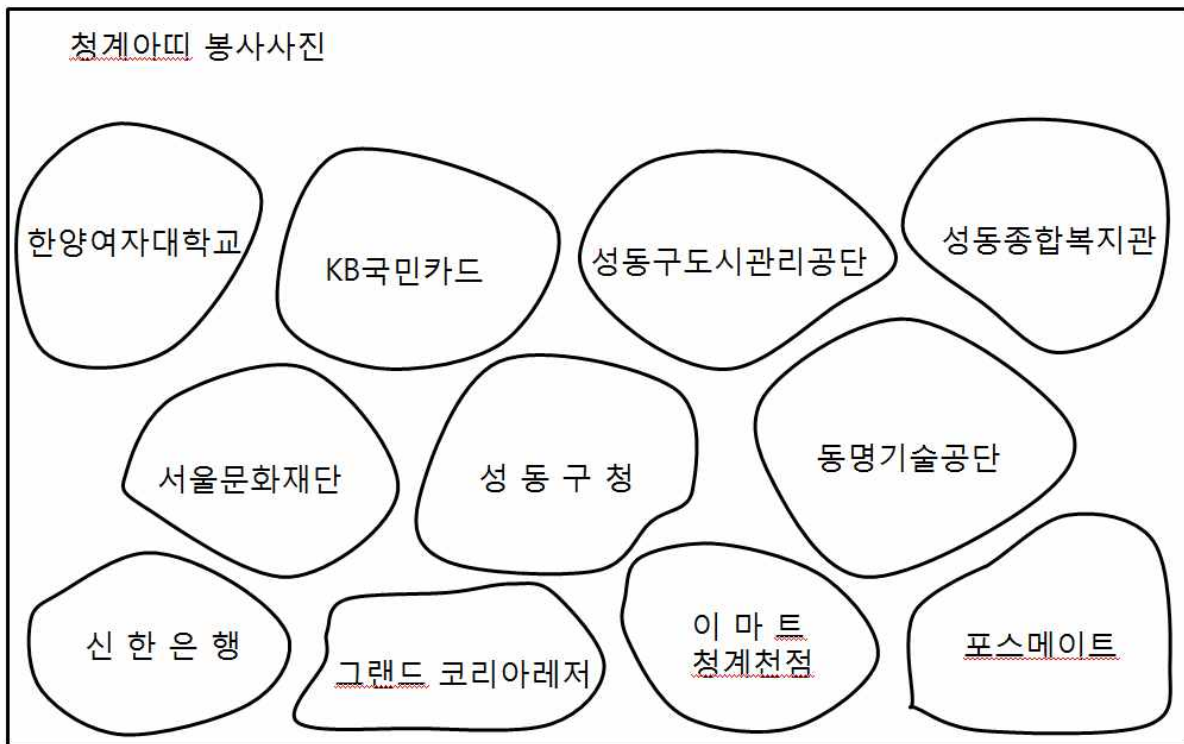 청계아띠 봉사사진
한양여자대학교
KB국민카드
성동구도시관리공단
성동종합복지관
서울문화재단
성 동 구 청
동명기술공단
신 한 은 행
그랜드 코리아레저
이 마 트
청계천점
포스메이트